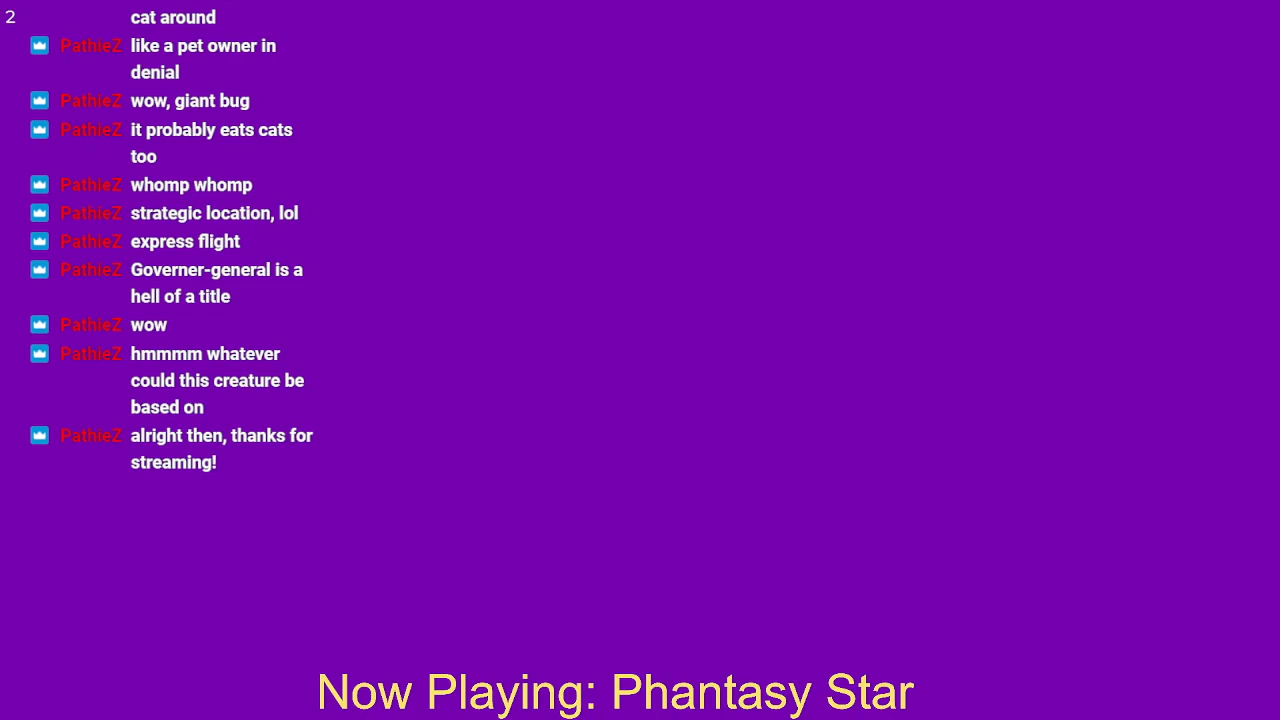 2
cat around
PathieZ like a pet owner in
denial
PathieZ wow, giant bug
PathieZ it probably eats cats
too
PathieZ whomp whomp
PathieZ strategic location, lol
PathieZ express flight
PathieZ Governer-general is a
hell of a title
PathieZ wow
PathieZ hmmmm whatever
could this creature be
based on
PathieZ alright then, thanks for
streaming!
Now Playing: Phantasy Star